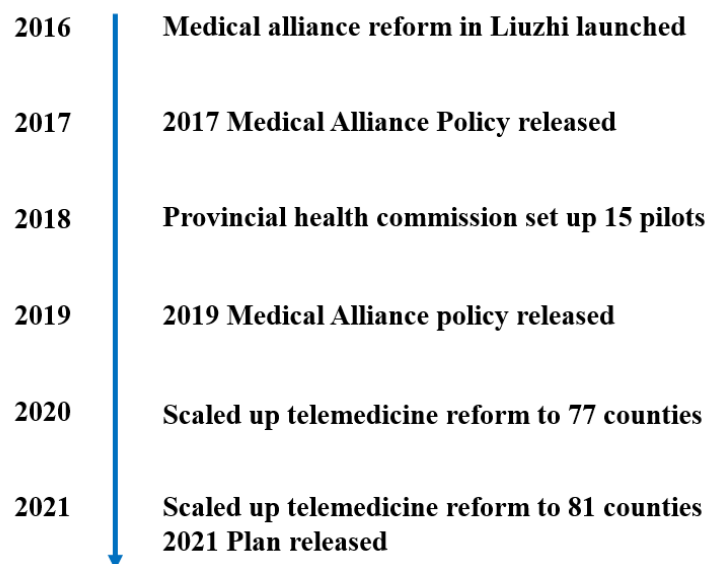 2016 Medical alliance reform in Liuzhi launched
2017 2017 Medical Alliance Policy released
2018 Provincial health commission set up 15 pilots
2019 2019 Medical Alliance policy released
2020 Scaled up telemedicine reform to 77 counties
2021 Scaled up telemedicine reform to 81 counties
2021 Plan released